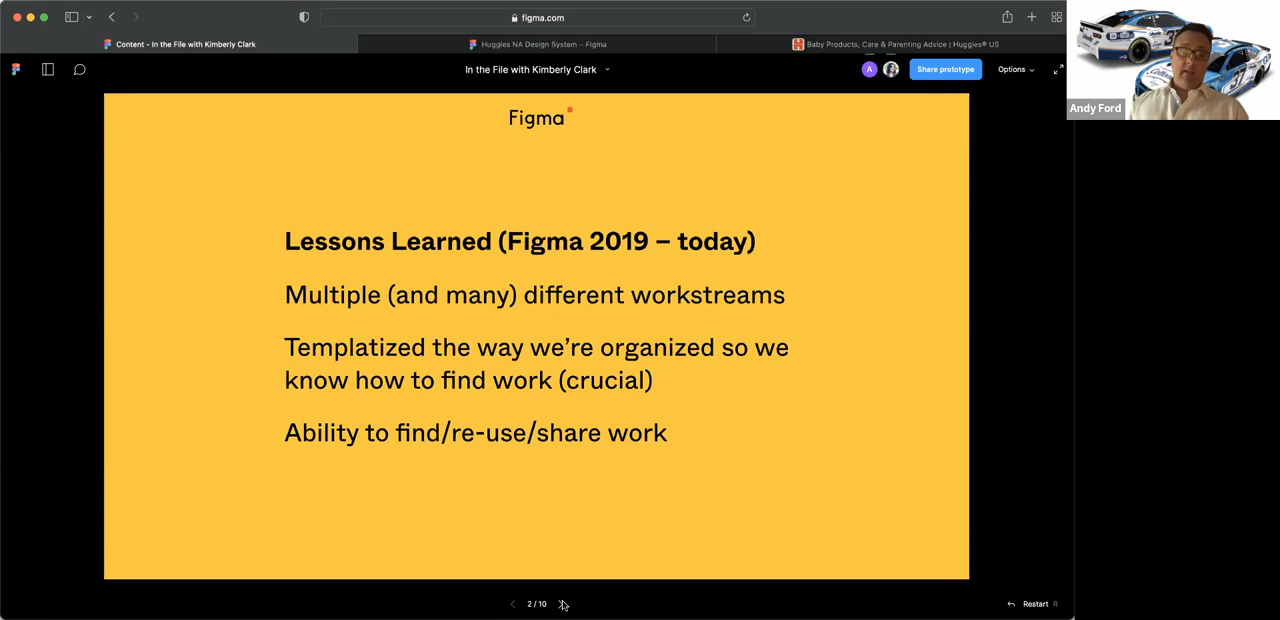 figma.com
Content - In the File with Kimberly Clark
Huggies NA Design System – Figma
Baby Products, Care & Parenting Advice | Huggies® US
In the File with Kimberly Clark
A
Share prototype
Options
Andy Ford
Figma
Lessons Learned (Figma 2019 – today)
Multiple (and many) different workstreams
Templatized the way we’re organized so we
know how to find work (crucial)
Ability to find/re-use/share work
2 / 10
Restart R